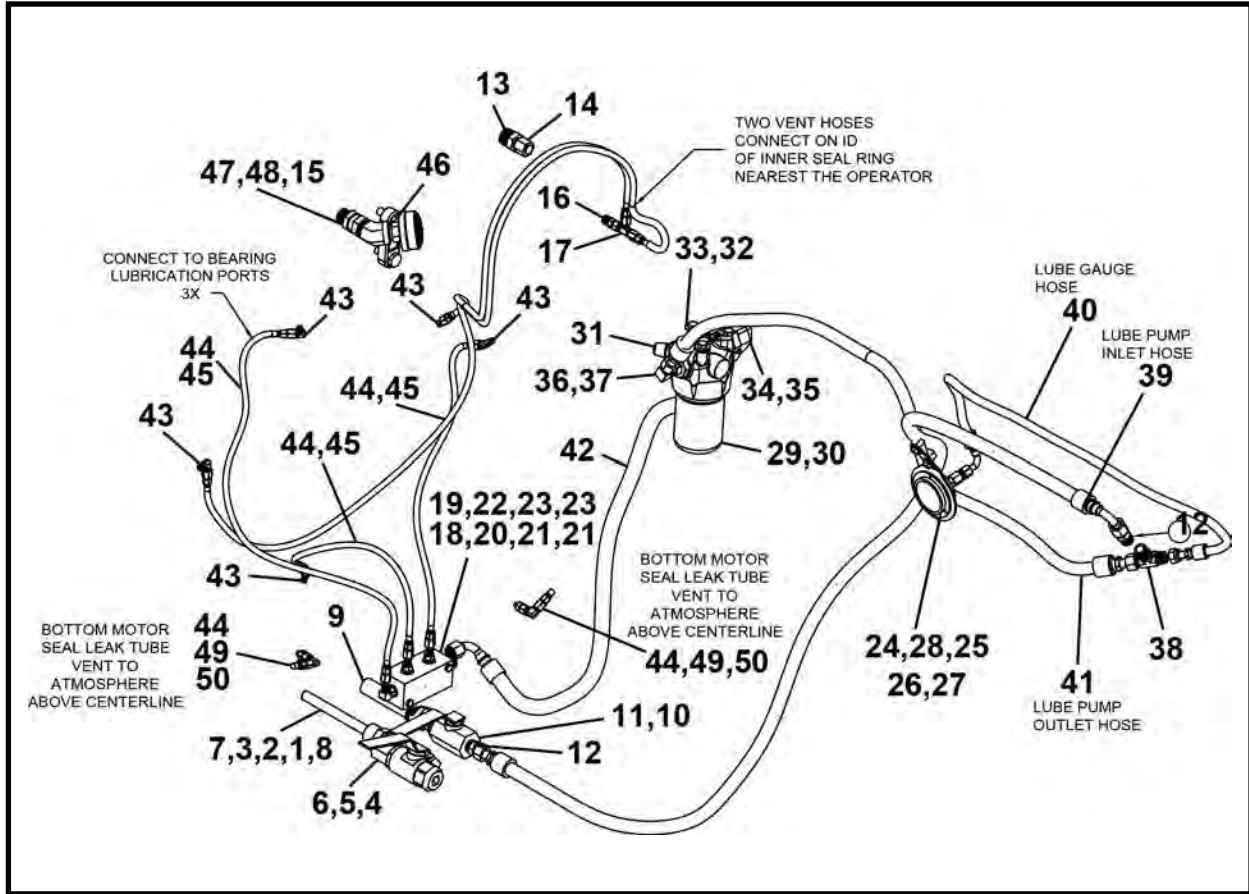 13
14
TWO VENT HOSES
CONNECT ON ID
OF INNER SEAL RING
NEAREST THE OPERATOR
47,48,15
46
16
17
33,32
CONNECT TO BEARING
LUBRICATION PORTS
3X
43
43
43
LUBE GAUGE
HOSE
40
LUBE PUMP
INLET HOSE
39
31
44
45
36,37
44,45
34,35
43
44,45
42
29,30
12
19,22,23,23
18,20,21,21
43
BOTTOM MOTOR
SEAL LEAK TUBE
VENT TO
ATMOSPHERE
ABOVE CENTERLINE
44,49,50
9
BOTTOM MOTOR
SEAL LEAK TUBE
VENT TO
ATMOSPHERE
ABOVE CENTERLINE
44
49
50
24,28,25
26,27
38
41
LUBE PUMP
OUTLET HOSE
11,10
12
7,3,2,1,8
6,5,4